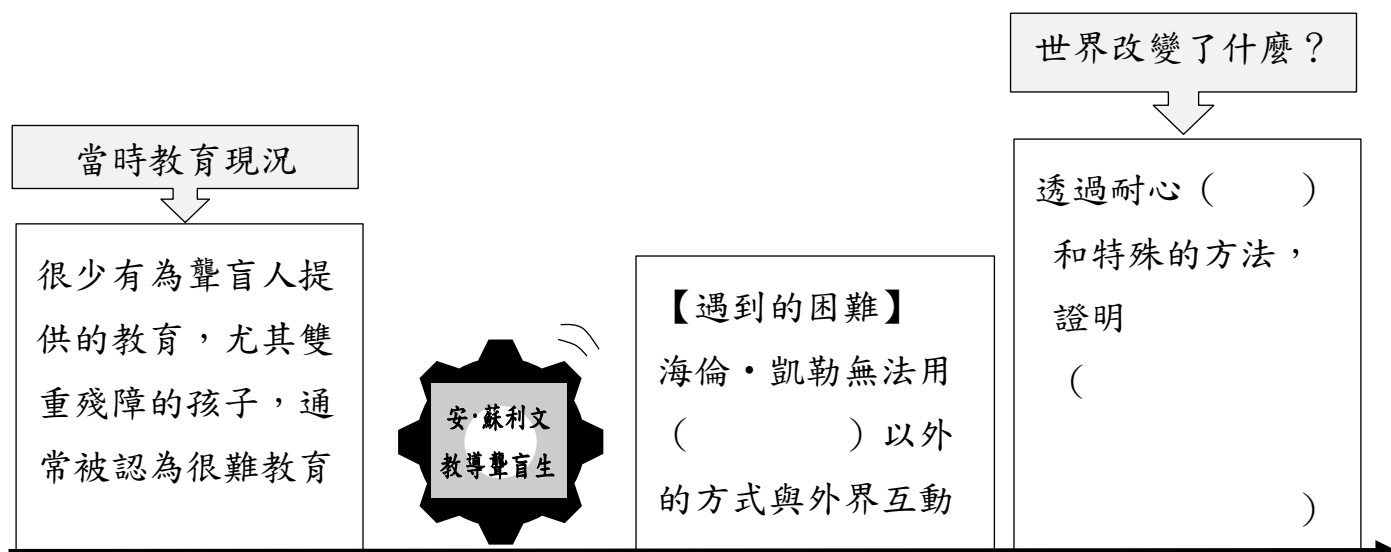 當時教育現況
很少有為聾盲人提
供的教育，尤其雙
重殘障的孩子，通
常被認為很難教育
安·蘇利文
教導聾盲生
【遇到的困難】
海倫・凱勒無法用
（　　　　）以外
的方式與外界互動
世界改變了什麼？
透過耐心（　　）
和特殊的方法，
證明
（
）